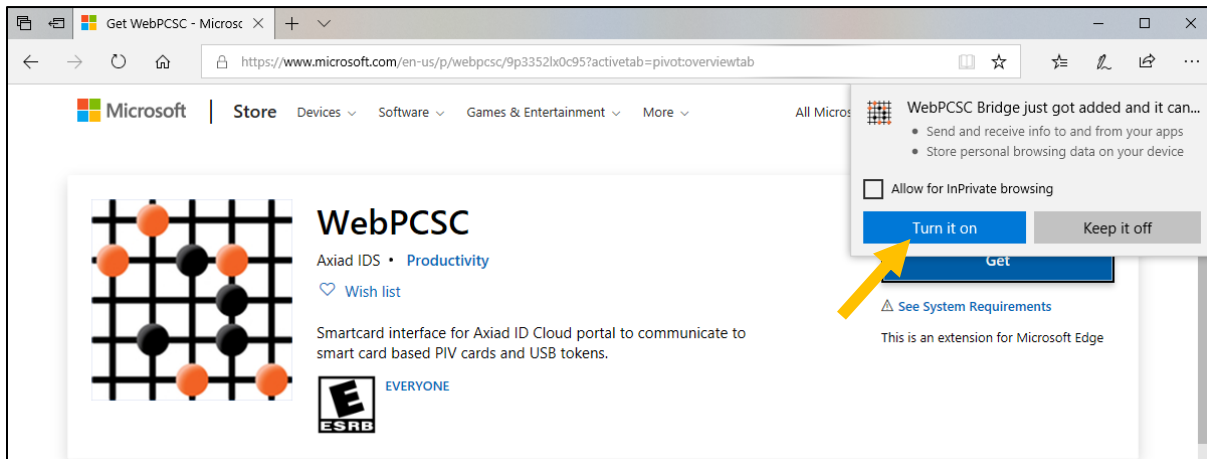 Get WebPCSC - Microsc
https://www.microsoft.com/en-us/p/webpcsc/9p3352lx0c95?activetab=pivot:overviewtab
Microsoft Store Devices Software Games & Entertainment More All Micros
WebPCSC Bridge just got added and it can...
• Send and receive info to and from your apps
• Store personal browsing data on your device
Allow for InPrivate browsing
Turn it on Keep it off
WebPCSC
Axiad IDS • Productivity
Wish list
Smartcard interface for Axiad ID Cloud portal to communicate to
smart card based PIV cards and USB tokens.
E
ESRB
EVERYONE
Get
See System Requirements
This is an extension for Microsoft Edge